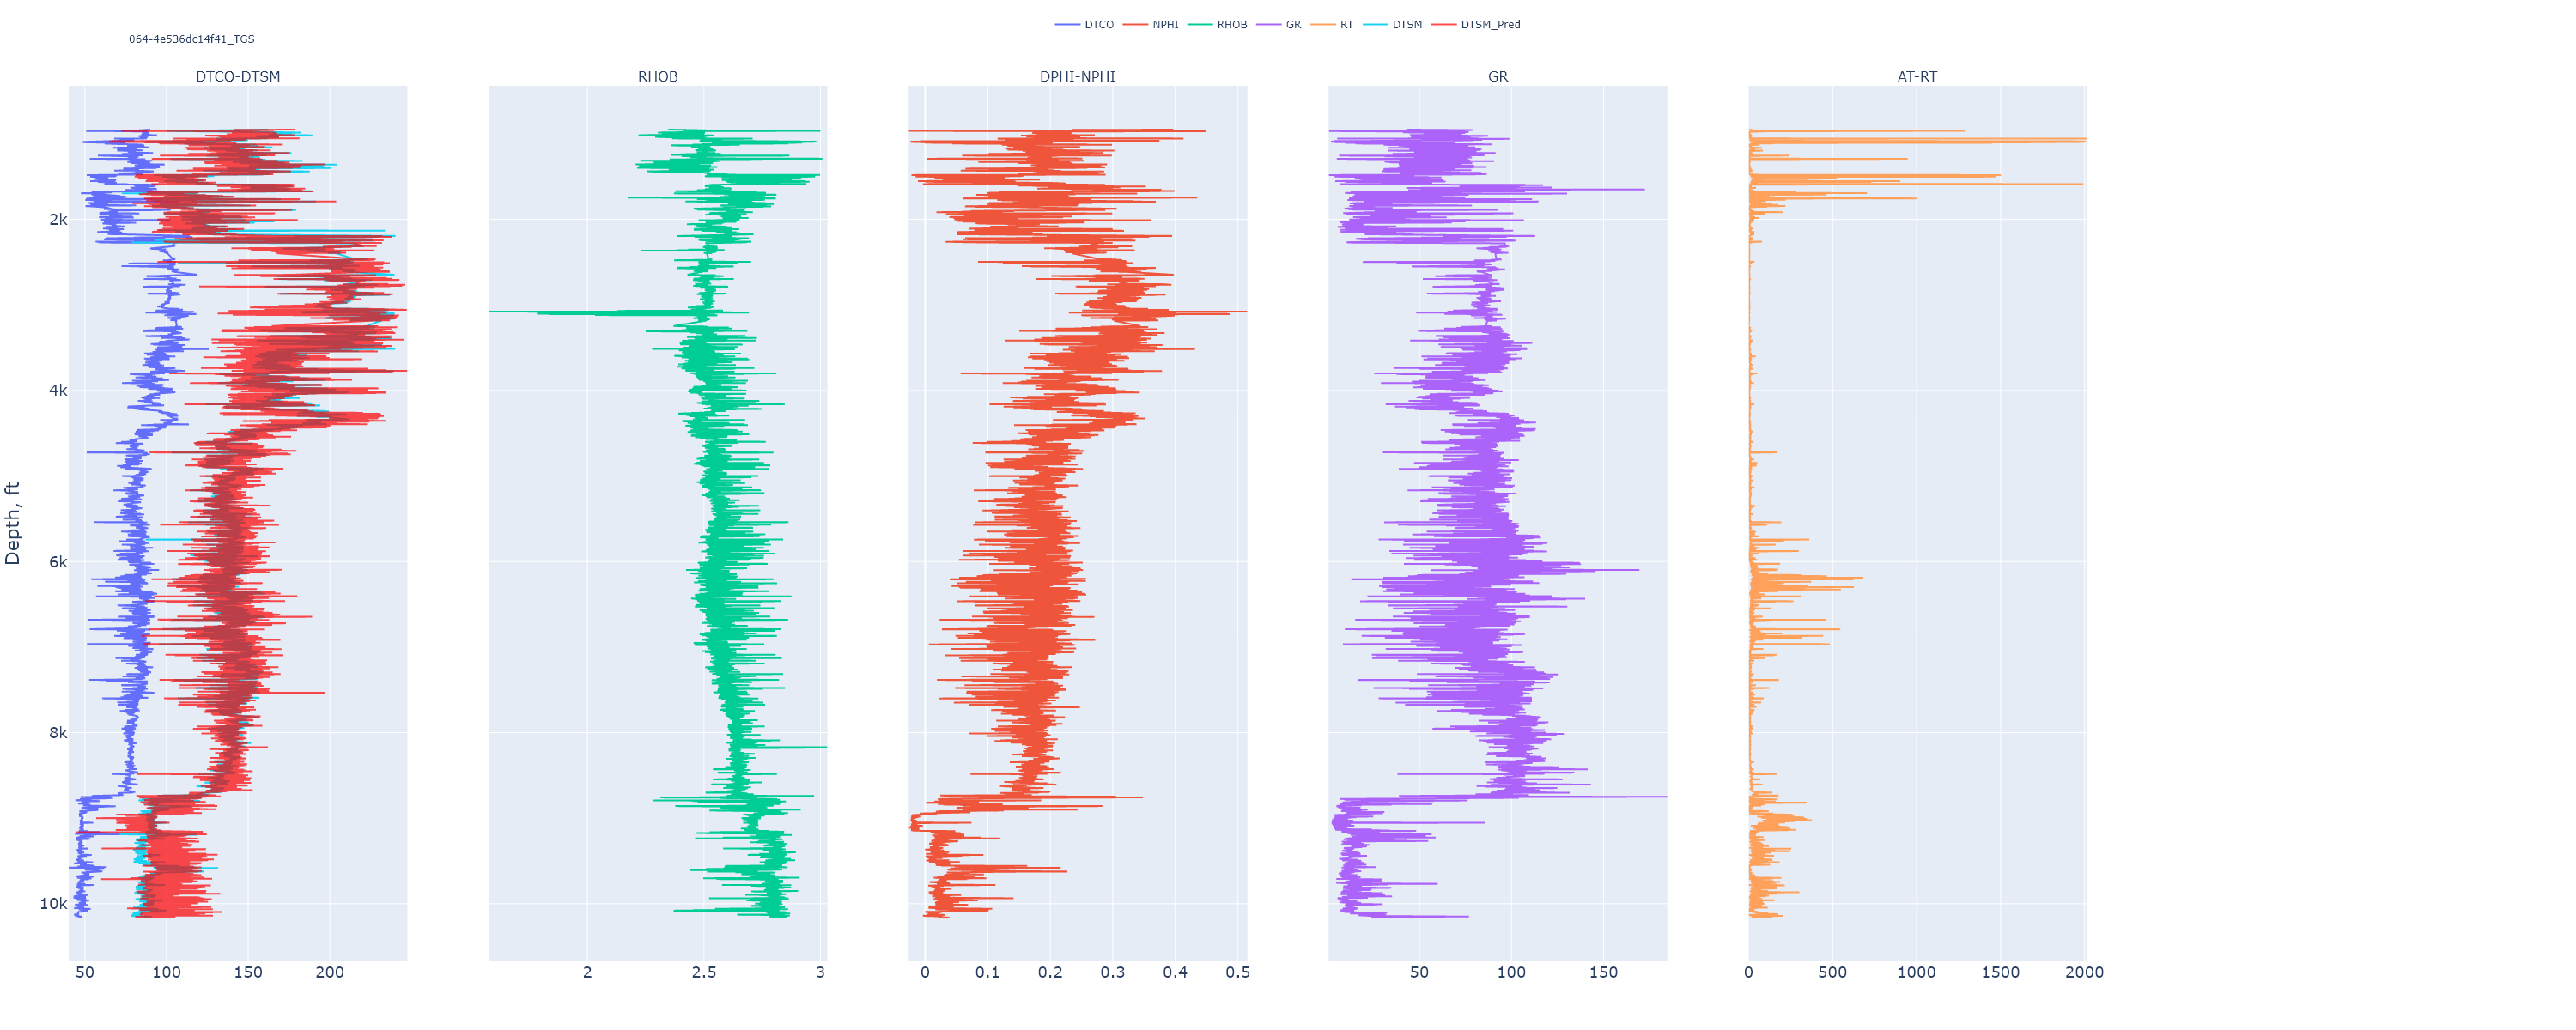 DTCO NPHI RHOB GR RT DTSM DTSM_Pred
064-4e536dc14f41_TGS
DTCO-DTSM RHOB DPHI-NPHI GR AT-RT
Depth, ft
2k
4k
6k
8k
10k
50 100 150 200 2 2.5 3 0 0.1 0.2 0.3 0.4 0.5 50 100 150 0 500 1000 1500 2000